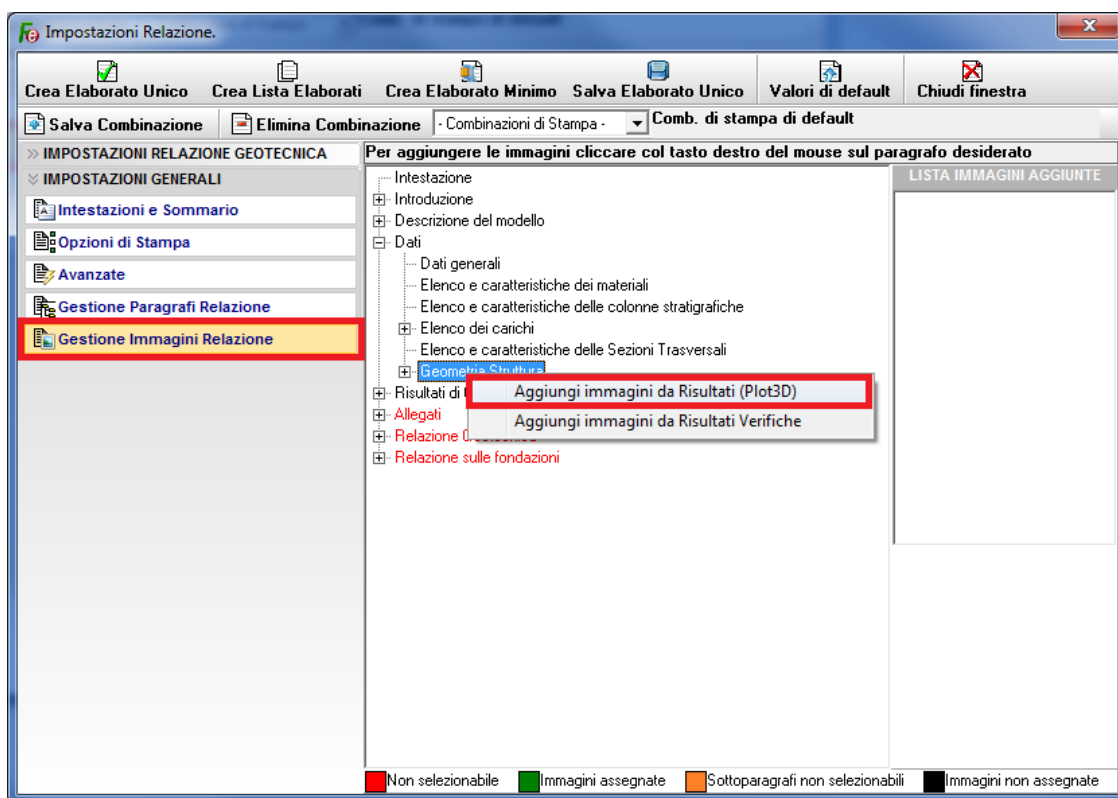 Impostazioni Relazione.
Crea Elaborato Unico Crea Lista Elaborati Crea Elaborato Minimo Salva Elaborato Unico Valori di default Chiudi finestra
Salva Combinazione Elimina Combinazione - Combinazioni di Stampa - Comb. di stampa di default
IMPOSTAZIONI RELAZIONE GEOTECNICA
IMPOSTAZIONI GENERALI
Intestazioni e Sommario
Opzioni di Stampa
Avanzate
Gestione Paragrafi Relazione
Gestione Immagini Relazione
Per aggiungere le immagini cliccare col tasto destro del mouse sul paragrafo desiderato
Intestazione
Introduzione
Descrizione del modello
Dati
Dati generali
Elenco e caratteristiche dei materiali
Elenco e caratteristiche delle colonne stratigrafiche
Elenco dei carichi
Elenco e caratteristiche delle Sezioni Trasversali
Geometria Struttura
Risultati di
Allegati
Relazione
Relazione sulle fondazioni
Aggiungi immagini da Risultati (Plot3D)
Aggiungi immagini da Risultati Verifiche
LISTA IMMAGINI AGGIUNTE
Non selezionabile Immagini assegnate Sottoparagrafi non selezionabili Immagini non assegnate